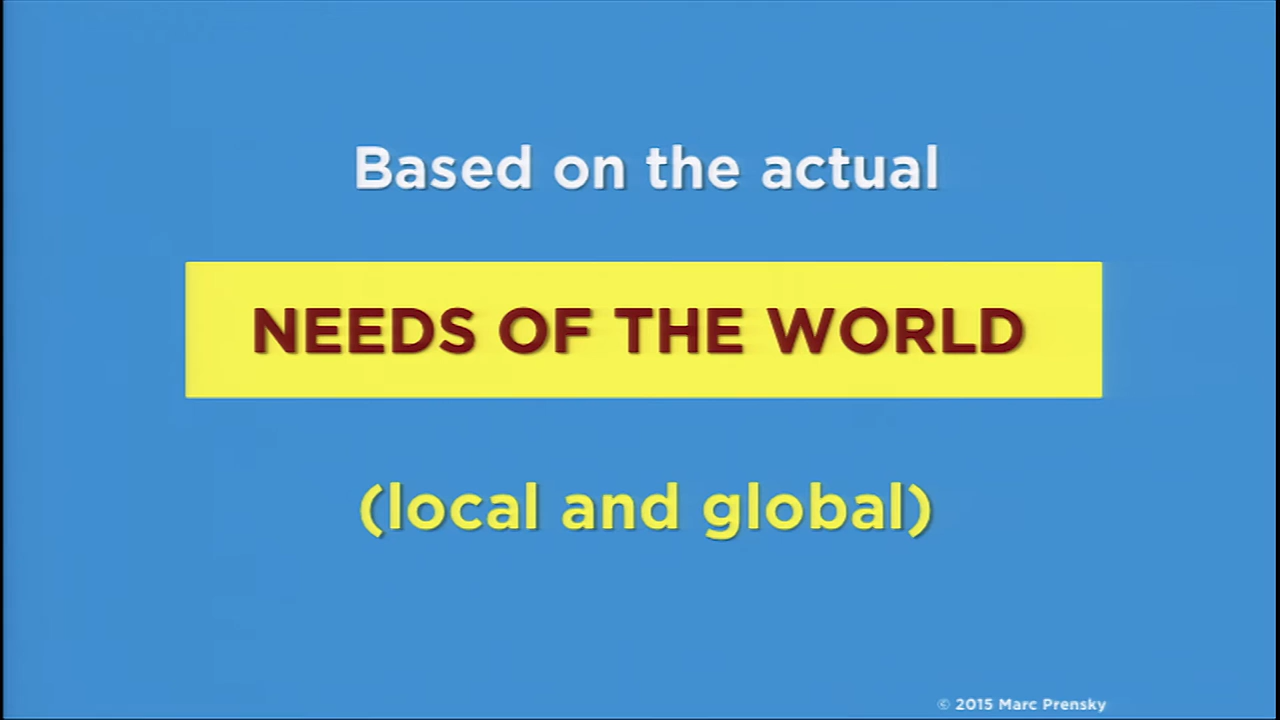 Based on the actual
NEEDS OF THE WORLD
(local and global)
© 2015 Marc Prensky